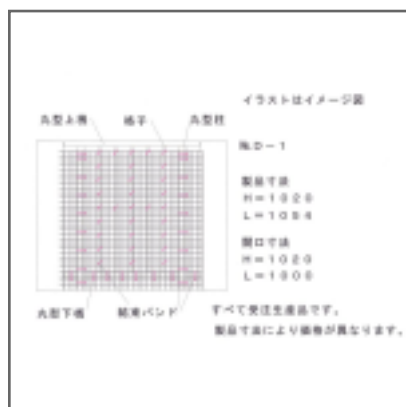 イラストはイメージ図
丸型上桟 格子 丸型柱
No.D-1
製品寸法
H=1020
L=1054
開口寸法
H=1020
L=1000
丸型下桟 結束バンド
すべて受注生産品です。
製品寸法により価格が異なります。